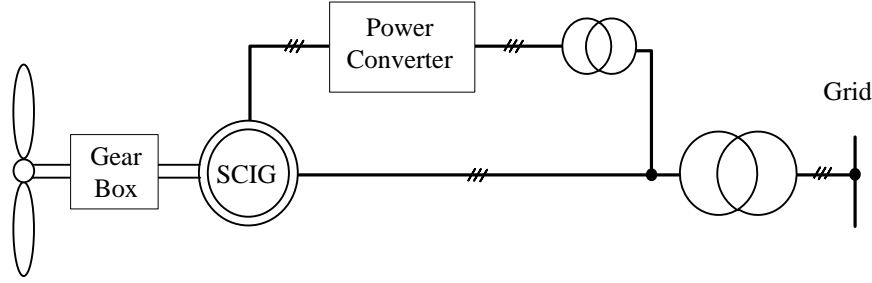 Power
Converter
Grid
Gear
Box
SCIG